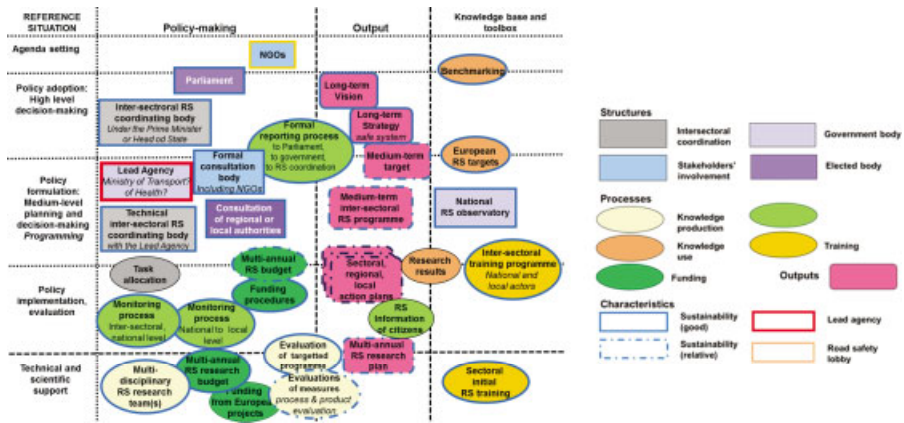 REFERENCE
SITUATION
Policy-making
Output
Knowledge base and
toolbox
Agenda setting
NGOs
Benchmarking
Policy adoption:
High level
decision-making
Parliament
Long-term
Vision
Inter-sectroral RS
coordinating body
Under the Prime Minister
or Head od State
Formal
reporting process
to Parliament,
to government,
to RS coordination
Long-term
Strategy
safe system
Medium-term
target
European
RS targets
Policy
formulation:
Medium-level
planning and
decision-making
Programming
Lead Agency
Ministry of Transport?
of Health?
Formal
consultation
body
Including NGOs
Technical
inter-sectoral RS
coordinating body
with the Lead Agency
Consultation
of regional or
local authorities
Medium-term
inter-sectoral
RS programme
National
RS observatory
Policy
implementation,
evaluation
Task
allocation
Multi-annual
RS budget
Funding
procedures
Sectoral,
regional,
local
action plans
Research
results
Inter-sectoral
training programme
National and
local actors
Monitoring
process
Inter-sectoral,
national level
Monitoring
process
National to local
level
RS
Information
of citizens
Technical and
scientific
support
Multi-
disciplinary
RS research
team(s)
Multi-annual
RS research
budget
Funding
from European
projects
Evaluation
of targetted
programme
Evaluations
of measures
process & product
evaluation
Multi-annual
RS research
plan
Sectoral
initial
RS training
Structures
Intersectoral
coordination
Government body
Stakeholders'
involvement
Elected body
Processes
Knowledge
production
Knowledge
use
Training
Funding
Outputs
Characteristics
Sustainability
(good)
Lead agency
Sustainability
(relative)
Road safety
lobby